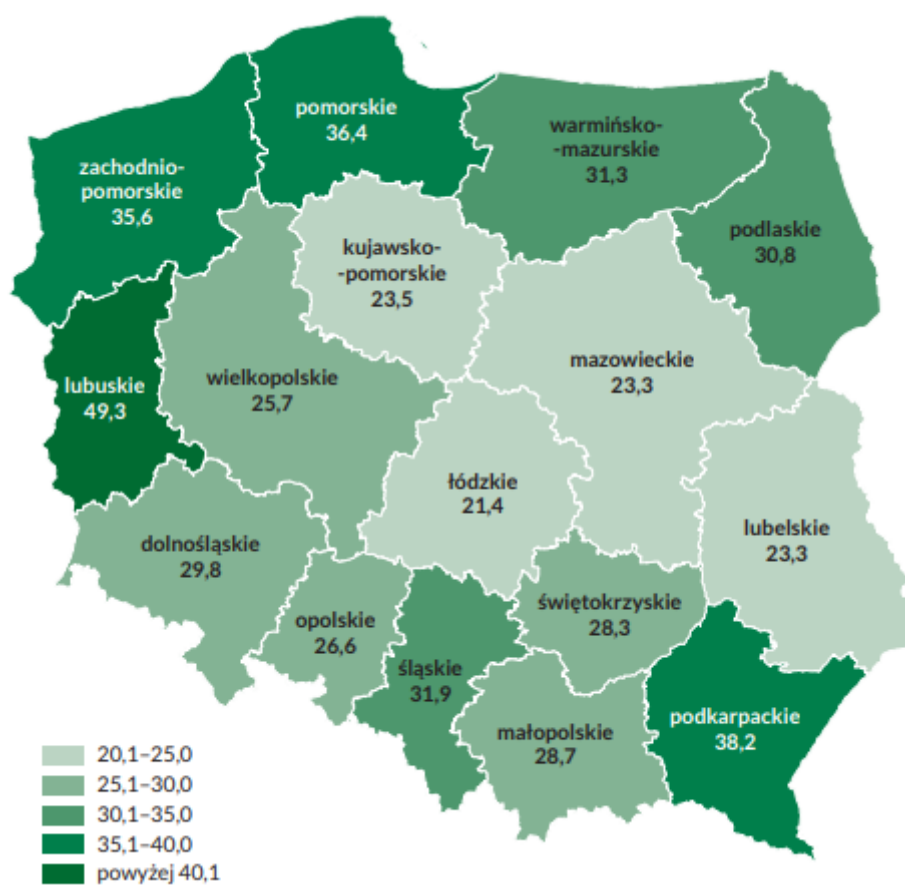 pomorskie
36,4
warmińsko-
-mazurskie
31,3
zachodnio-
pomorskie
35,6
podlaskie
30,8
kujawsko-
-pomorskie
23,5
mazowieckie
23,3
lubuskie
49,3
wielkopolskie
25,7
łódzkie
21,4
lubelskie
23,3
dolnośląskie
29,8
świętokrzyskie
28,3
opolskie
26,6
śląskie
31,9
podkarpackie
38,2
małopolskie
28,7
20,1–25,0
25,1–30,0
30,1–35,0
35,1–40,0
powyżej 40,1